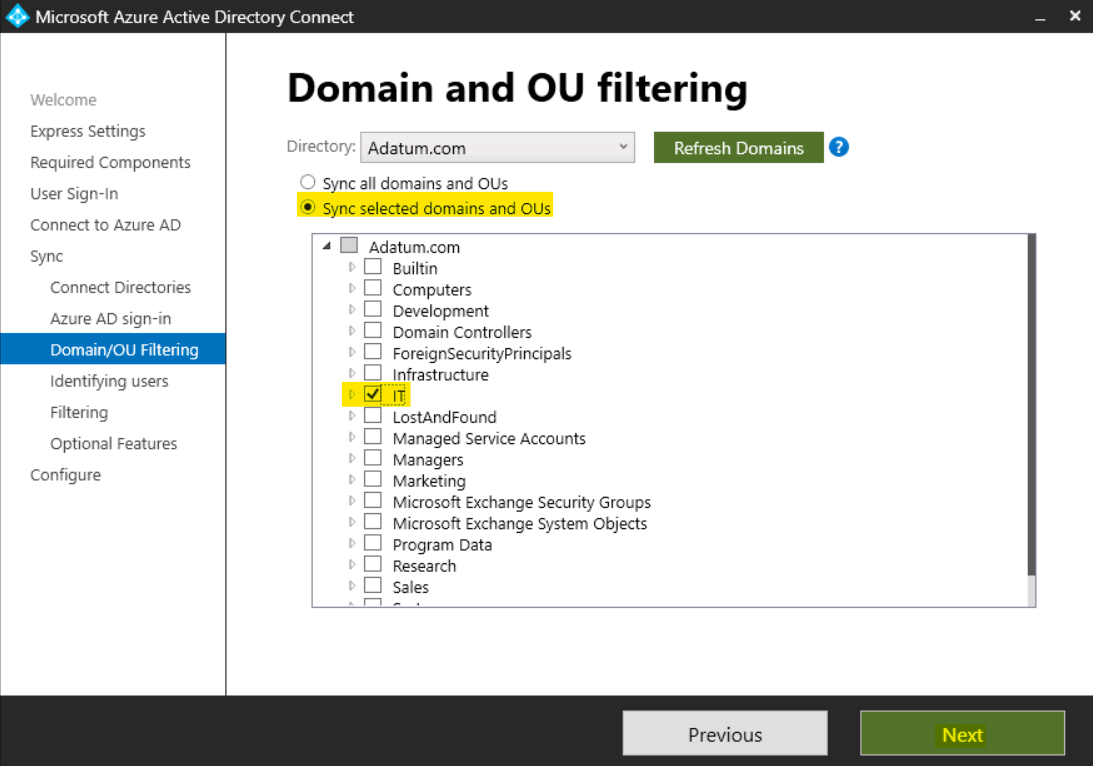 Microsoft Azure Active Directory Connect
Welcome
Express Settings
Required Components
User Sign-In
Connect to Azure AD
Sync
Connect Directories
Azure AD sign-in
Domain/OU Filtering
Identifying users
Filtering
Optional Features
Configure
Domain and OU filtering
Directory: Adatum.com Refresh Domains ?
Sync all domains and OUs
Sync selected domains and OUs
Adatum.com
Builtin
Computers
Development
Domain Controllers
ForeignSecurityPrincipals
Infrastructure
IT
LostAndFound
Managed Service Accounts
Managers
Marketing
Microsoft Exchange Security Groups
Microsoft Exchange System Objects
Program Data
Research
Sales
Previous Next